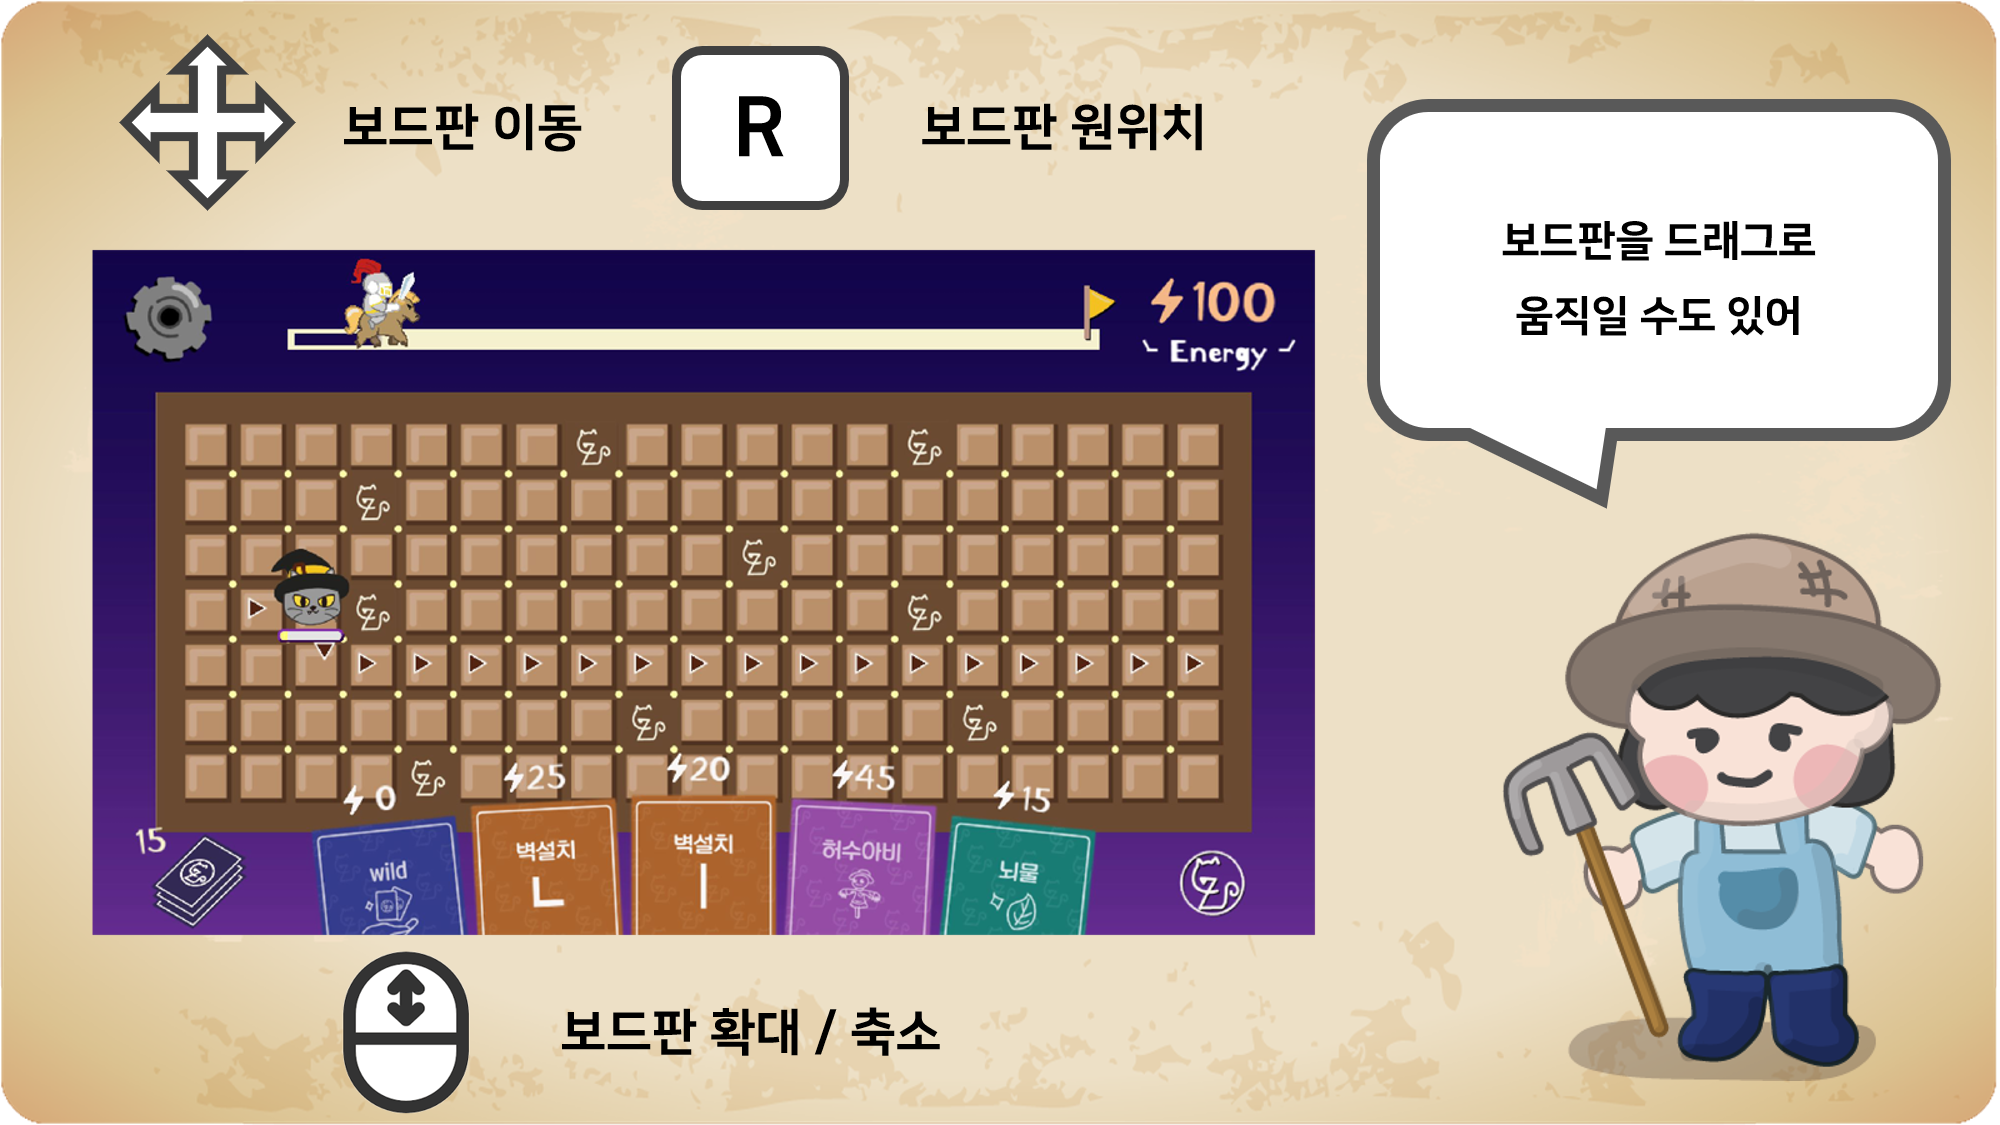 보드판 이동
R
보드판 원위치
보드판을 드래그로
움직일 수도 있어
100
Energy
0
25
20
45
15
15
wild
벽설치
벽설치
허수아비
뇌물
보드판 확대 / 축소